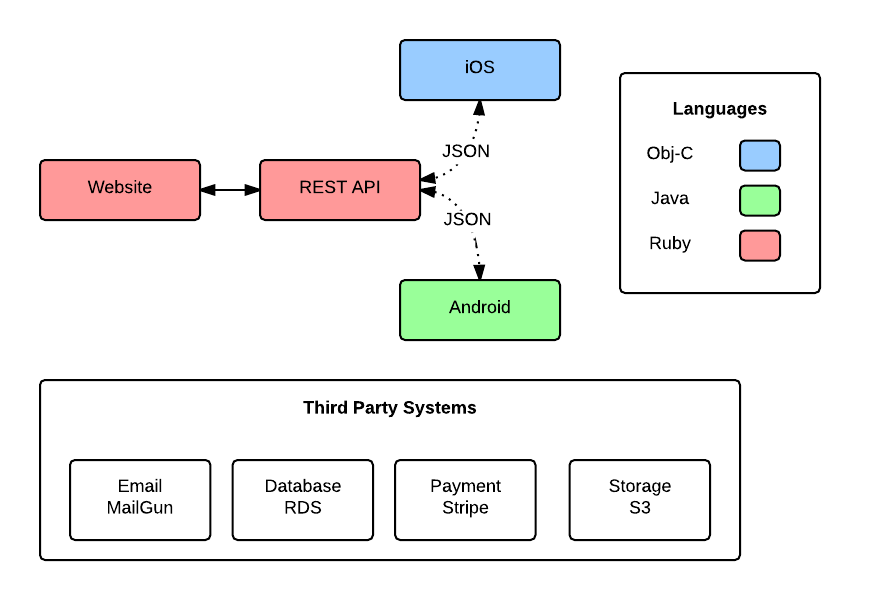 iOS
Languages
JSON
Obj-C
Website
REST API
Java
JSON
Ruby
Android
Third Party Systems
Email
MailGun
Database
RDS
Payment
Stripe
Storage
S3